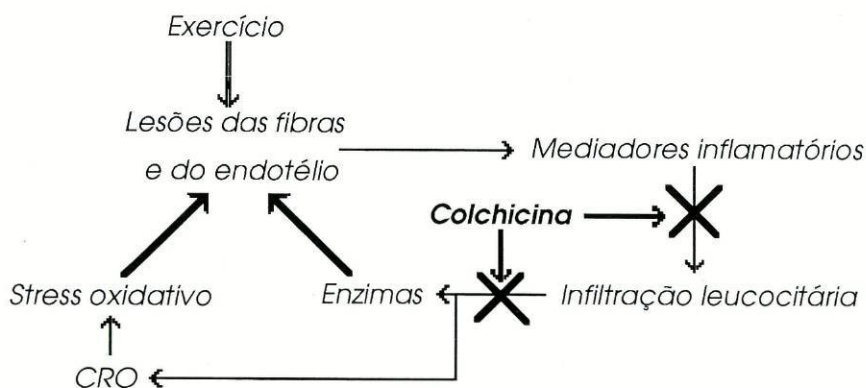 Exercício
Lesões das fibras
e do endotélio
Mediadores inflamatórios
Colchicina
Stress oxidativo
Enzimas
Infiltração leucocitária
CRO